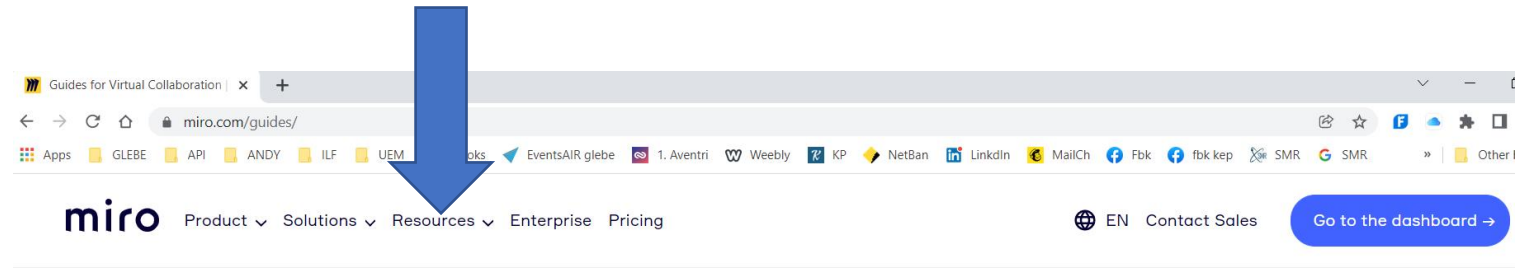 Guides for Virtual Collaboration |
miro.com/guides/
Apps GLEBE API ANDY ILF UEM EventsAIR glebe 1. Aventri Weebly KP NetBan LinkdIn MailCh Fbk fbk kep SMR SMR » Other
miro Product Solutions Resources Enterprise Pricing EN Contact Sales Go to the dashboard →